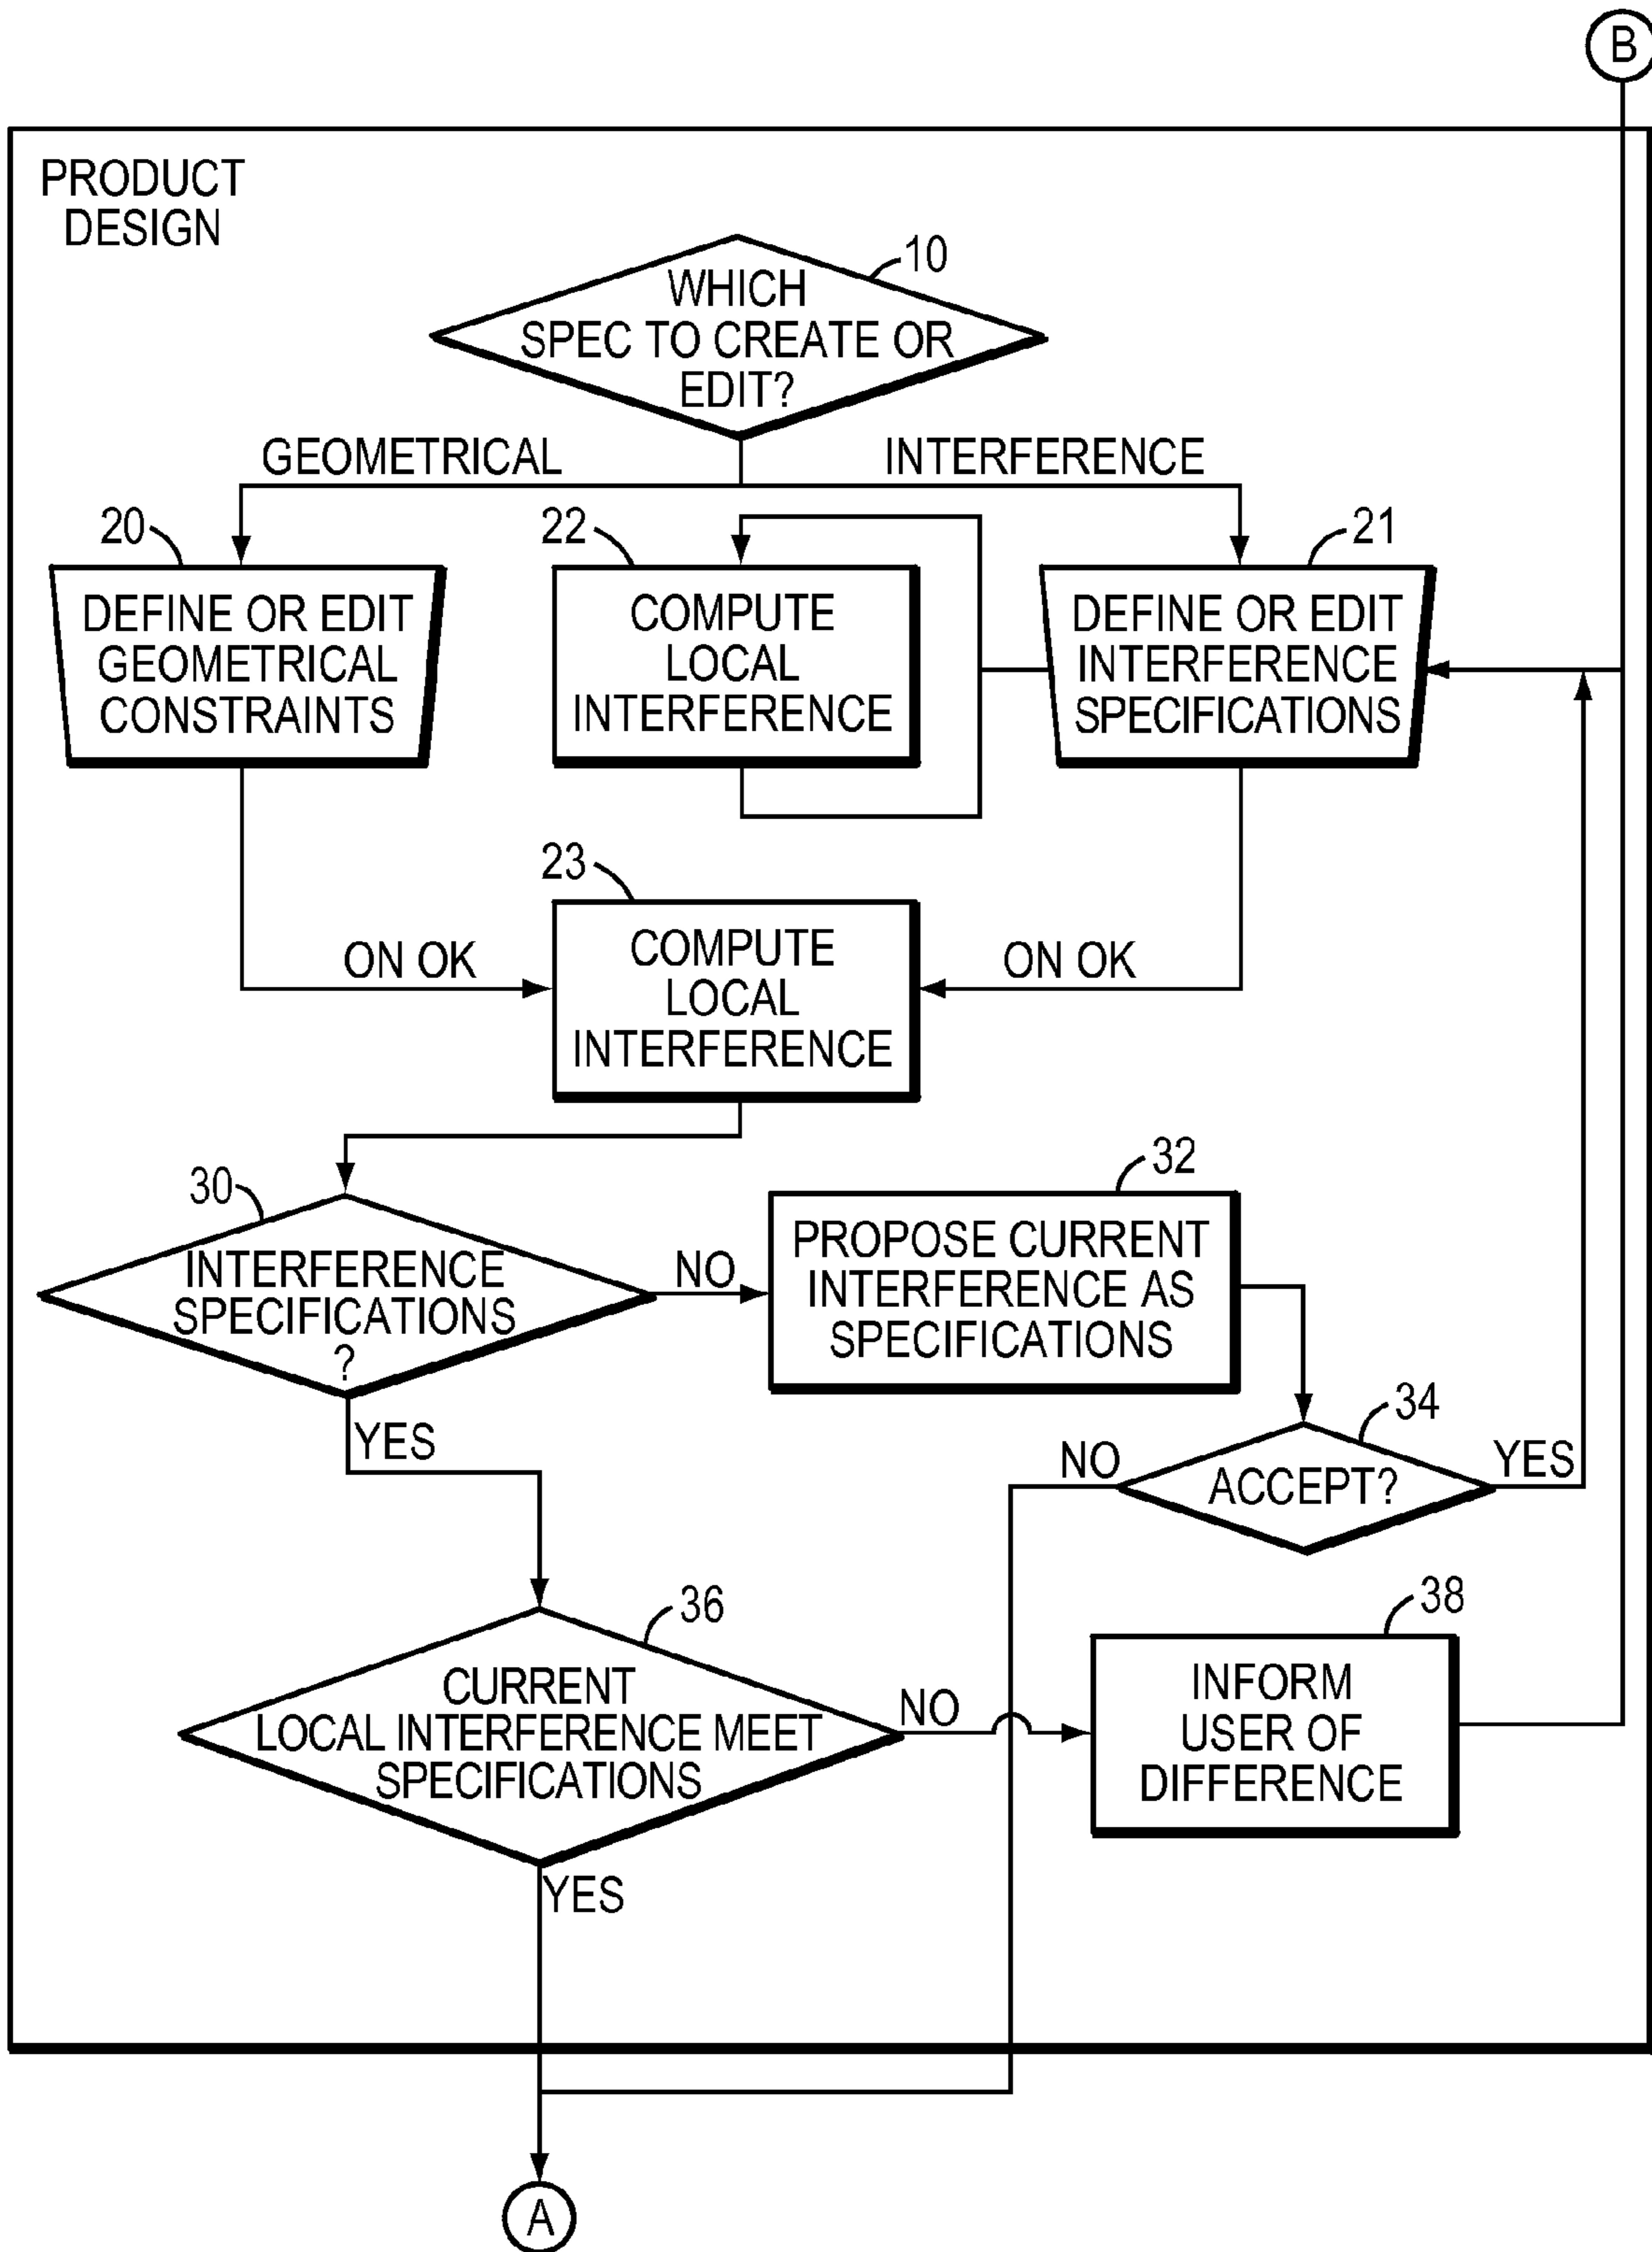 B
PRODUCT
DESIGN
10
WHICH
SPEC TO CREATE OR
EDIT?
GEOMETRICAL
INTERFERENCE
20
DEFINE OR EDIT
GEOMETRICAL
CONSTRAINTS
22
COMPUTE
LOCAL
INTERFERENCE
21
DEFINE OR EDIT
INTERFERENCE
SPECIFICATIONS
23
ON OK
COMPUTE
LOCAL
INTERFERENCE
ON OK
30
INTERFERENCE
SPECIFICATIONS
?
NO
32
PROPOSE CURRENT
INTERFERENCE AS
SPECIFICATIONS
YES
34
NO
ACCEPT?
YES
36
CURRENT
LOCAL INTERFERENCE MEET
SPECIFICATIONS
NO
38
INFORM
USER OF
DIFFERENCE
YES
A